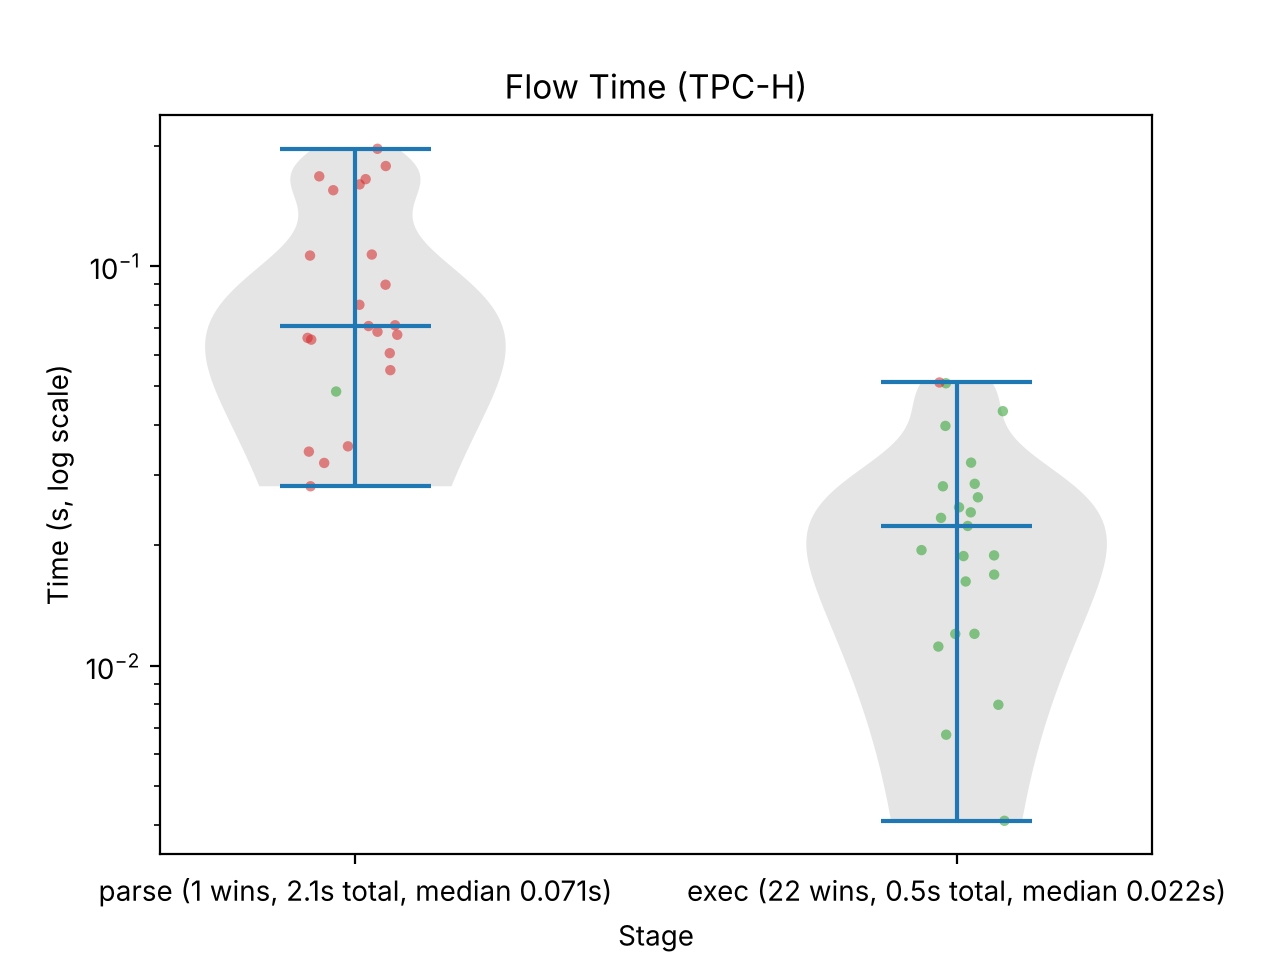 Flow Time (TPC-H)
Time (s, log scale)
10⁻¹
10⁻²
parse (1 wins, 2.1s total, median 0.071s)
exec (22 wins, 0.5s total, median 0.022s)
Stage